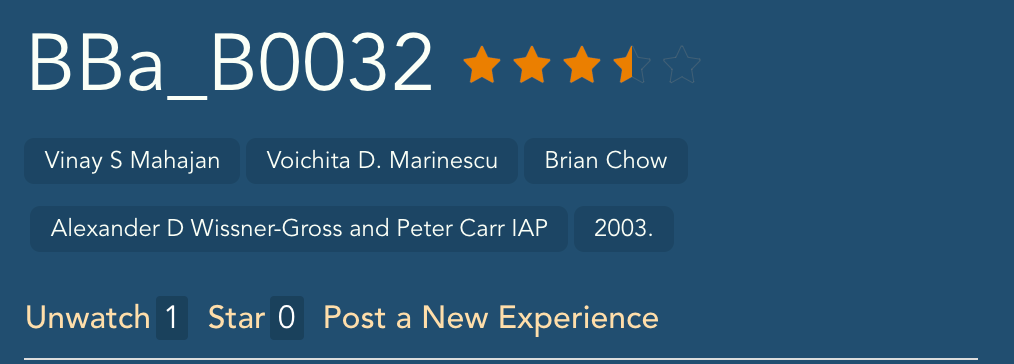 BBa_B0032
Vinay S Mahajan Voichita D. Marinescu Brian Chow
Alexander D Wissner-Gross and Peter Carr IAP 2003.
Unwatch 1 Star 0 Post a New Experience